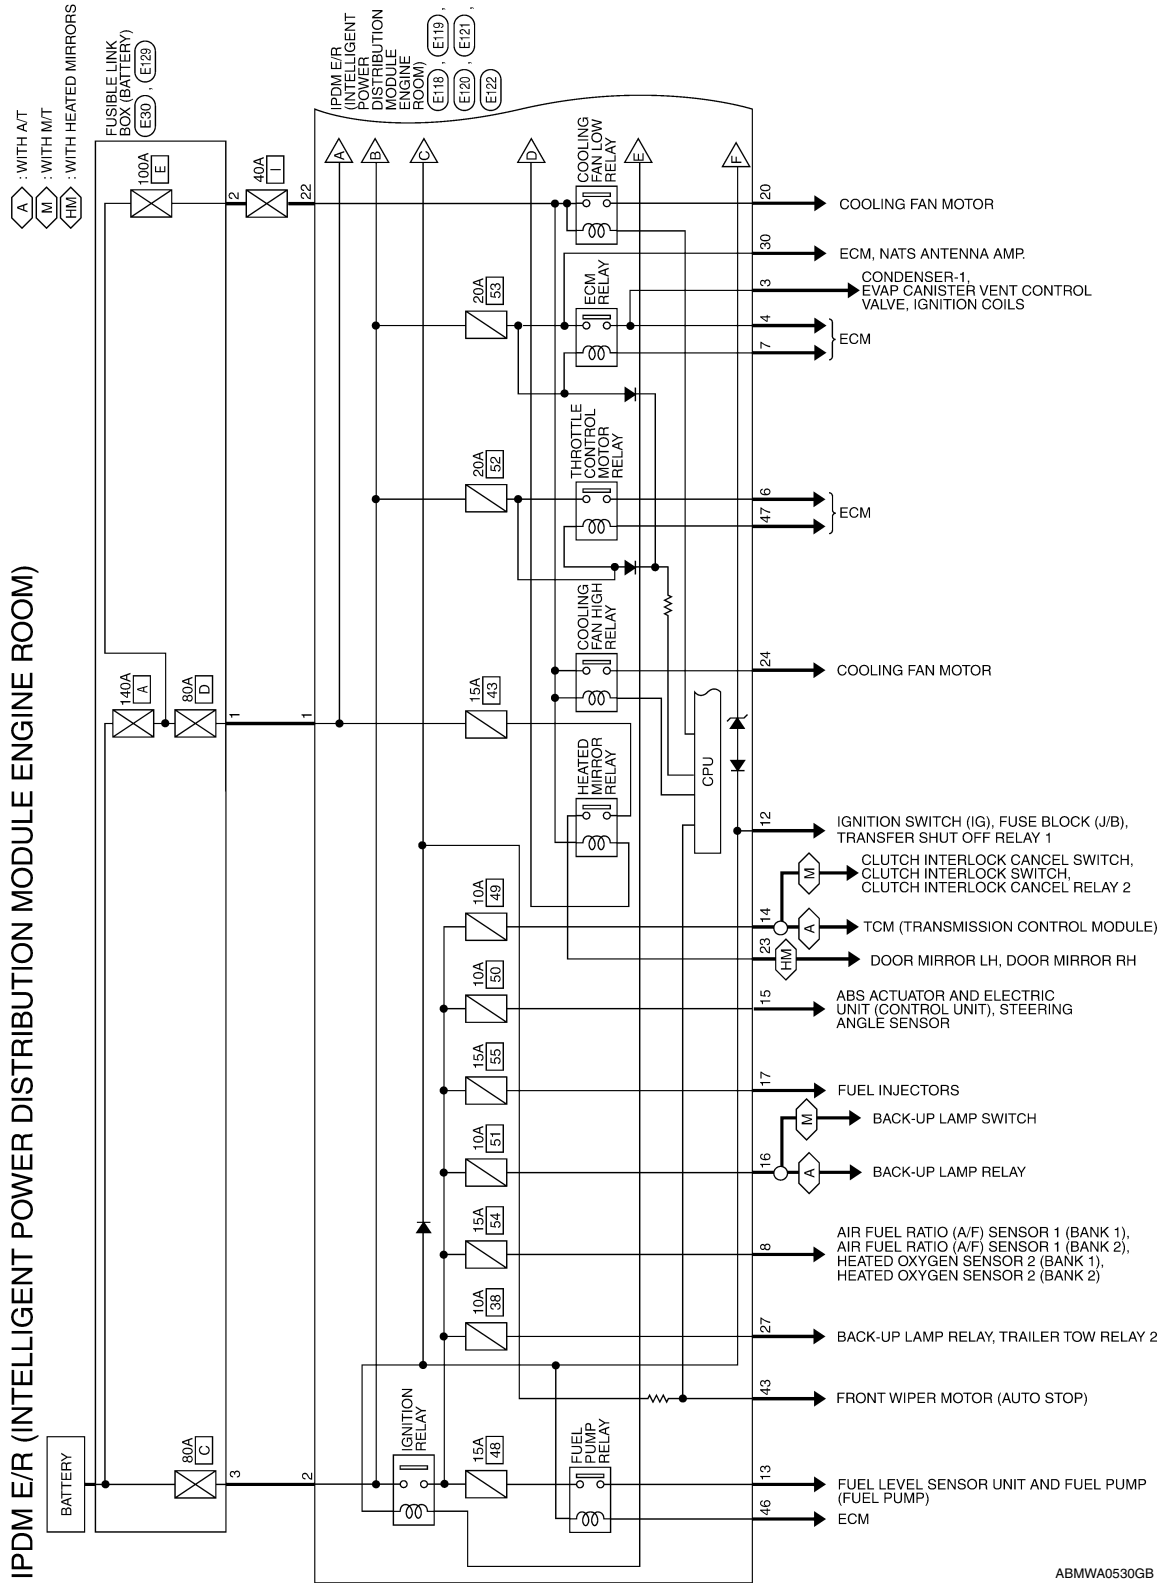 IPDM E/R (INTELLIGENT POWER DISTRIBUTION MODULE ENGINE ROOM)
A : WITH A/T
M : WITH M/T
HM : WITH HEATED MIRRORS
BATTERY
FUSIBLE LINK
BOX (BATTERY)
E30 , E129
100A
E
40A
I
2
22
140A
A
80A
D
1
1
80A
C
3
2
IPDM E/R
(INTELLIGENT
POWER
DISTRIBUTION
MODULE
ENGINE
ROOM)
E118 , E119 ,
E120 , E121 ,
E122
A
B
C
D
E
F
COOLING
FAN LOW
RELAY
20
COOLING FAN MOTOR
30
ECM, NATS ANTENNA AMP.
20A
53
ECM
RELAY
3
CONDENSER-1,
EVAP CANISTER VENT CONTROL
VALVE, IGNITION COILS
4
7
ECM
20A
52
THROTTLE
CONTROL
MOTOR
RELAY
6
47
ECM
COOLING
FAN HIGH
RELAY
24
COOLING FAN MOTOR
15A
43
HEATED
MIRROR
RELAY
CPU
12
IGNITION SWITCH (IG), FUSE BLOCK (J/B),
TRANSFER SHUT OFF RELAY 1
10A
49
14
M
CLUTCH INTERLOCK CANCEL SWITCH,
CLUTCH INTERLOCK SWITCH,
CLUTCH INTERLOCK CANCEL RELAY 2
A
TCM (TRANSMISSION CONTROL MODULE)
23
HM
DOOR MIRROR LH, DOOR MIRROR RH
10A
50
15
ABS ACTUATOR AND ELECTRIC
UNIT (CONTROL UNIT), STEERING
ANGLE SENSOR
15A
55
17
FUEL INJECTORS
10A
51
16
M
BACK-UP LAMP SWITCH
A
BACK-UP LAMP RELAY
15A
54
8
AIR FUEL RATIO (A/F) SENSOR 1 (BANK 1),
AIR FUEL RATIO (A/F) SENSOR 1 (BANK 2),
HEATED OXYGEN SENSOR 2 (BANK 1),
HEATED OXYGEN SENSOR 2 (BANK 2)
10A
38
27
BACK-UP LAMP RELAY, TRAILER TOW RELAY 2
43
FRONT WIPER MOTOR (AUTO STOP)
IGNITION
RELAY
15A
48
FUEL
PUMP
RELAY
13
FUEL LEVEL SENSOR UNIT AND FUEL PUMP
(FUEL PUMP)
46
ECM
ABMWA0530GB